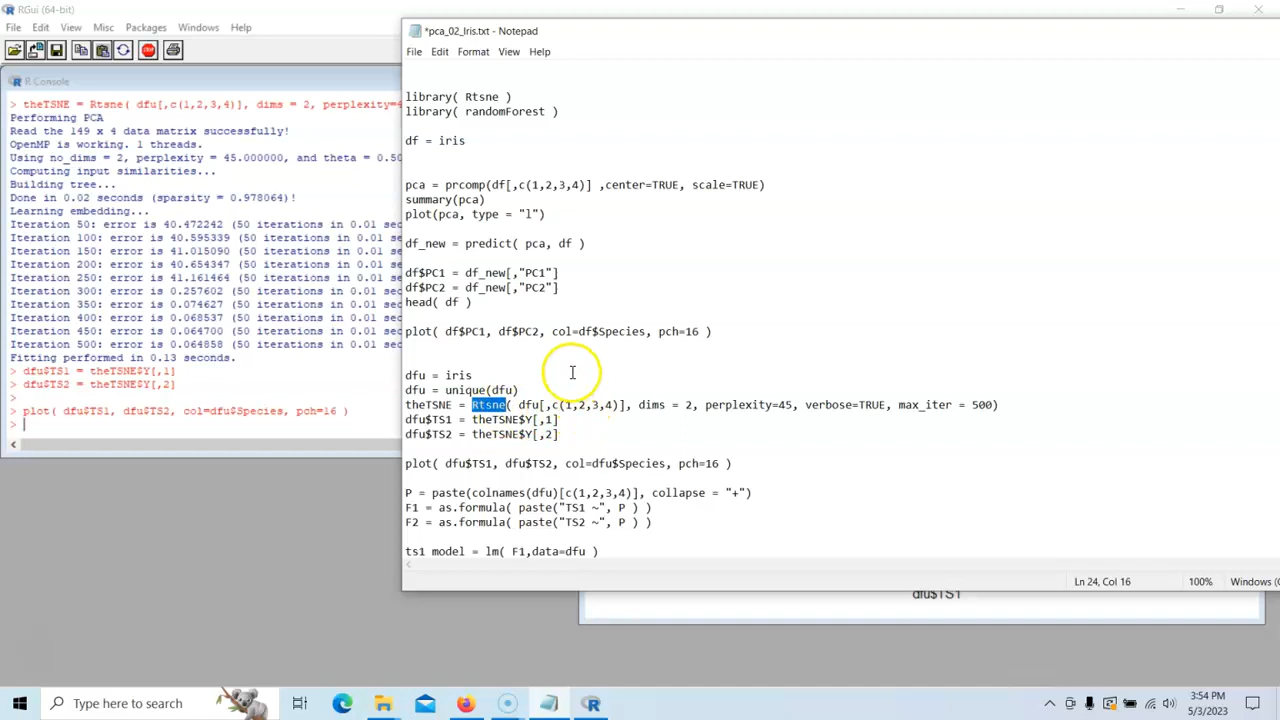 RGui (64-bit)
File Edit View Misc Packages Windows Help
STOP
R Console
> theTSNE = Rtsne( dfu[,c(1,2,3,4)], dims = 2, perplexity=4
Performing PCA
Read the 149 x 4 data matrix successfully!
OpenMP is working. 1 threads.
Using no_dims = 2, perplexity = 45.000000, and theta = 0.50
Computing input similarities...
Building tree...
Done in 0.02 seconds (sparsity = 0.978064)!
Learning embedding...
Iteration 50: error is 40.472242 (50 iterations in 0.01 sec
Iteration 100: error is 40.595339 (50 iterations in 0.01 se
Iteration 150: error is 41.015090 (50 iterations in 0.01 se
Iteration 200: error is 40.654347 (50 iterations in 0.01 se
Iteration 250: error is 41.161464 (50 iterations in 0.01 se
Iteration 300: error is 0.257602 (50 iterations in 0.01 sec
Iteration 350: error is 0.074627 (50 iterations in 0.01 sec
Iteration 400: error is 0.068537 (50 iterations in 0.01 sec
Iteration 450: error is 0.064700 (50 iterations in 0.01 sec
Iteration 500: error is 0.064858 (50 iterations in 0.01 sec
Fitting performed in 0.13 seconds.
> dfu$TS1 = theTSNE$Y[,1]
> dfu$TS2 = theTSNE$Y[,2]
>
> plot( dfu$TS1, dfu$TS2, col=dfu$Species, pch=16 )
>
*pca_02_Iris.txt - Notepad
File Edit Format View Help
library( Rtsne )
library( randomForest )
df = iris
pca = prcomp(df[,c(1,2,3,4)] ,center=TRUE, scale=TRUE)
summary(pca)
plot(pca, type = "l")
df_new = predict( pca, df )
df$PC1 = df_new[,"PC1"]
df$PC2 = df_new[,"PC2"]
head( df )
plot( df$PC1, df$PC2, col=df$Species, pch=16 )
dfu = iris
dfu = unique(dfu)
theTSNE = Rtsne( dfu[,c(1,2,3,4)], dims = 2, perplexity=45, verbose=TRUE, max_iter = 500)
dfu$TS1 = theTSNE$Y[,1]
dfu$TS2 = theTSNE$Y[,2]
plot( dfu$TS1, dfu$TS2, col=dfu$Species, pch=16 )
P = paste(colnames(dfu)[c(1,2,3,4)], collapse = "+")
F1 = as.formula( paste("TS1 ~", P ) )
F2 = as.formula( paste("TS2 ~", P ) )
ts1_model = lm( F1,data=dfu )
Ln 24, Col 16 100% Windows (
dfu$TS1
Type here to search
3:54 PM
5/3/2023